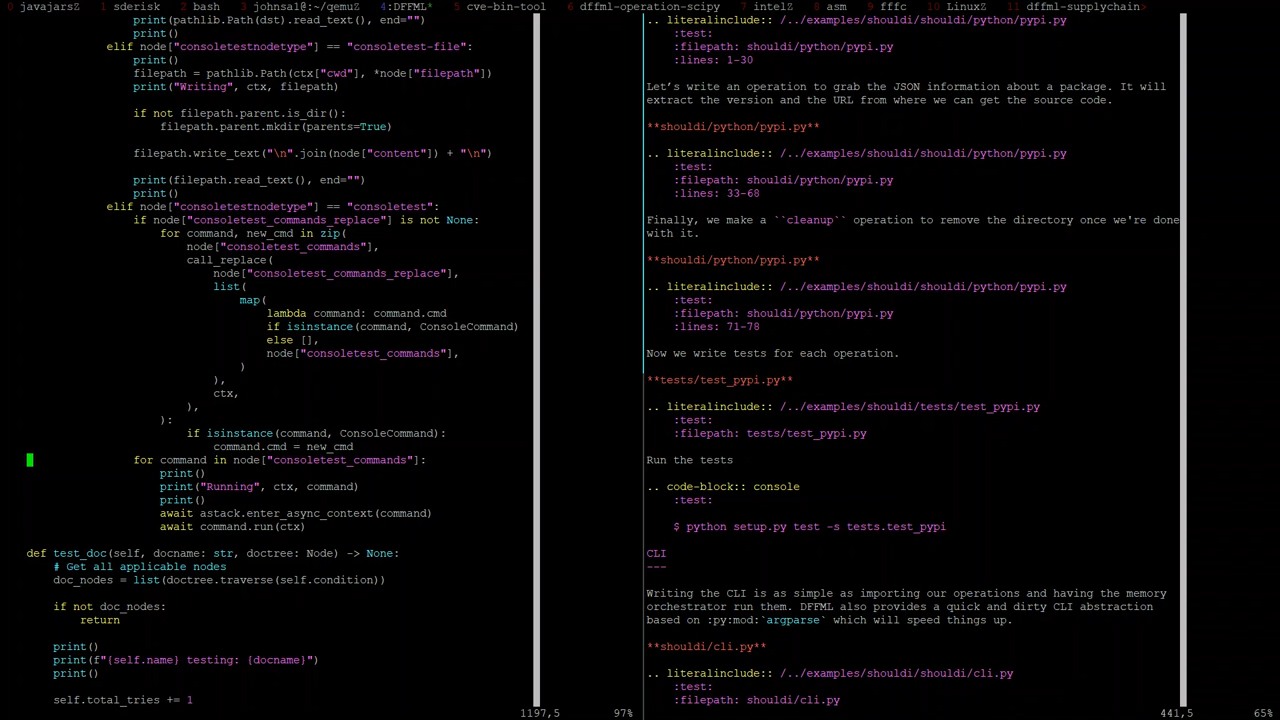 0 javajarsZ  1 sderisk  2 bash  3 johnsal@:~/qemuZ  4:DFFML*  5 cve-bin-tool  6 dffml-operation-scipy  7 intelZ  8 asm  9 fffc  10 LinuxZ  11 dffml-supplychain>
print(pathlib.Path(dst).read_text(), end="")
print()
elif node["consoletestnodetype"] == "consoletest-file":
print()
filepath = pathlib.Path(ctx["cwd"], *node["filepath"])
print("Writing", ctx, filepath)
if not filepath.parent.is_dir():
filepath.parent.mkdir(parents=True)
filepath.write_text("\n".join(node["content"]) + "\n")
print(filepath.read_text(), end="")
print()
elif node["consoletestnodetype"] == "consoletest":
if node["consoletest_commands_replace"] is not None:
for command, new_cmd in zip(
node["consoletest_commands"],
call_replace(
node["consoletest_commands_replace"],
list(
map(
lambda command: command.cmd
if isinstance(command, ConsoleCommand)
else [],
node["consoletest_commands"],
)
),
ctx,
),
):
if isinstance(command, ConsoleCommand):
command.cmd = new_cmd
for command in node["consoletest_commands"]:
print()
print("Running", ctx, command)
print()
await astack.enter_async_context(command)
await command.run(ctx)
def test_doc(self, docname: str, doctree: Node) -> None:
# Get all applicable nodes
doc_nodes = list(doctree.traverse(self.condition))
if not doc_nodes:
return
print()
print(f"{self.name} testing: {docname}")
print()
self.total_tries += 1
1197,5 97%
.. literalinclude:: /../examples/shouldi/shouldi/python/pypi.py
:test:
:filepath: shouldi/python/pypi.py
:lines: 1-30
Let’s write an operation to grab the JSON information about a package. It will
extract the version and the URL from where we can get the source code.
**shouldi/python/pypi.py**
.. literalinclude:: /../examples/shouldi/shouldi/python/pypi.py
:test:
:filepath: shouldi/python/pypi.py
:lines: 33-68
Finally, we make a ``cleanup`` operation to remove the directory once we're done
with it.
**shouldi/python/pypi.py**
.. literalinclude:: /../examples/shouldi/shouldi/python/pypi.py
:test:
:filepath: shouldi/python/pypi.py
:lines: 71-78
Now we write tests for each operation.
**tests/test_pypi.py**
.. literalinclude:: /../examples/shouldi/tests/test_pypi.py
:test:
:filepath: tests/test_pypi.py
Run the tests
.. code-block:: console
:test:
$ python setup.py test -s tests.test_pypi
CLI
---
Writing the CLI is as simple as importing our operations and having the memory
orchestrator run them. DFFML also provides a quick and dirty CLI abstraction
based on :py:mod:`argparse` which will speed things up.
**shouldi/cli.py**
.. literalinclude:: /../examples/shouldi/shouldi/cli.py
:test:
:filepath: shouldi/cli.py
441,5 65%